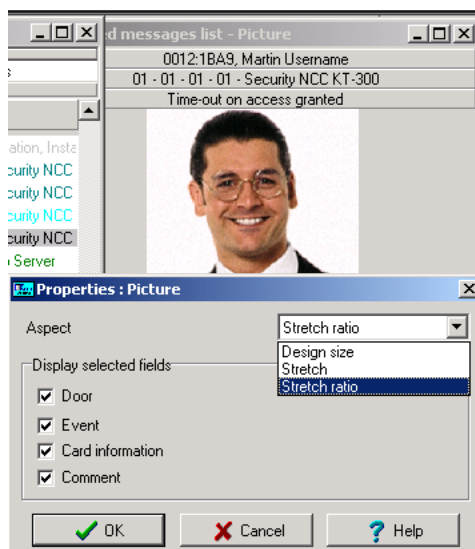 d messages list - Picture
s
0012:1BA9, Martin Username
01 - 01 - 01 - 01 - Security NCC KT-300
Time-out on access granted
ation, Insta
curity NCC
curity NCC
curity NCC
curity NCC
Server
Properties : Picture
Aspect
Stretch ratio
Design size
Stretch
Stretch ratio
Display selected fields
Door
Event
Card information
Comment
OK
Cancel
? Help